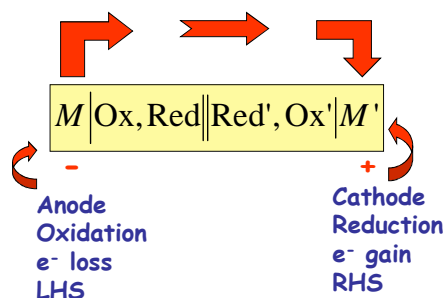 M|Ox, Red||Red', Ox'|M'
- +
Anode
Oxidation
e- loss
LHS
Cathode
Reduction
e- gain
RHS